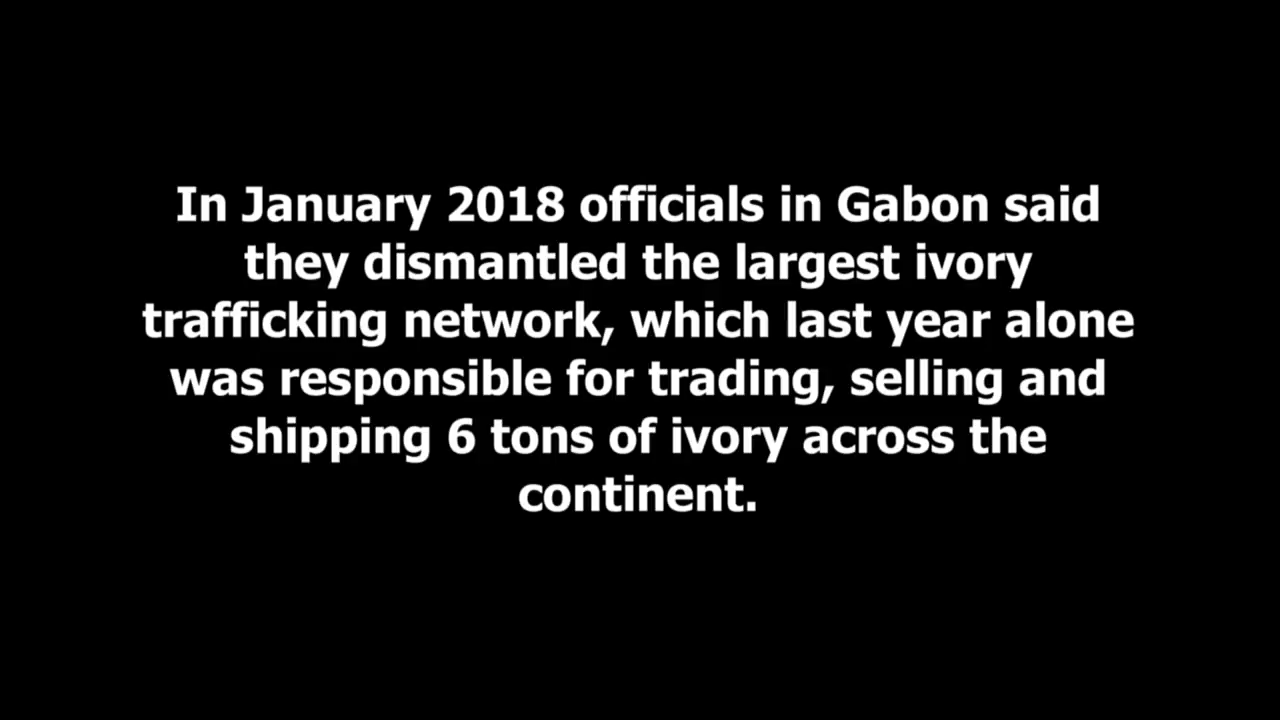 In January 2018 officials in Gabon said
they dismantled the largest ivory
trafficking network, which last year alone
was responsible for trading, selling and
shipping 6 tons of ivory across the
continent.